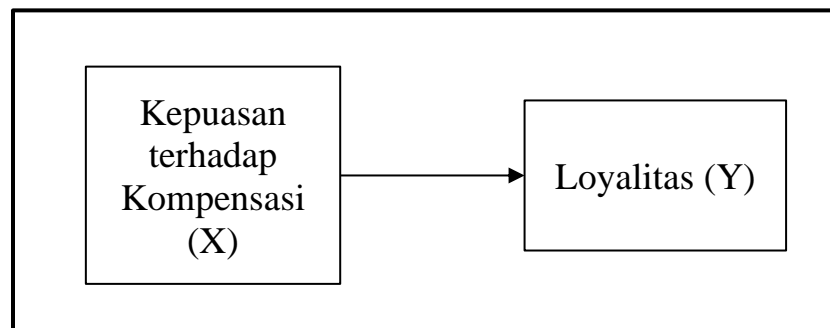 Kepuasan
terhadap
Kompensasi
(X)
Loyalitas (Y)